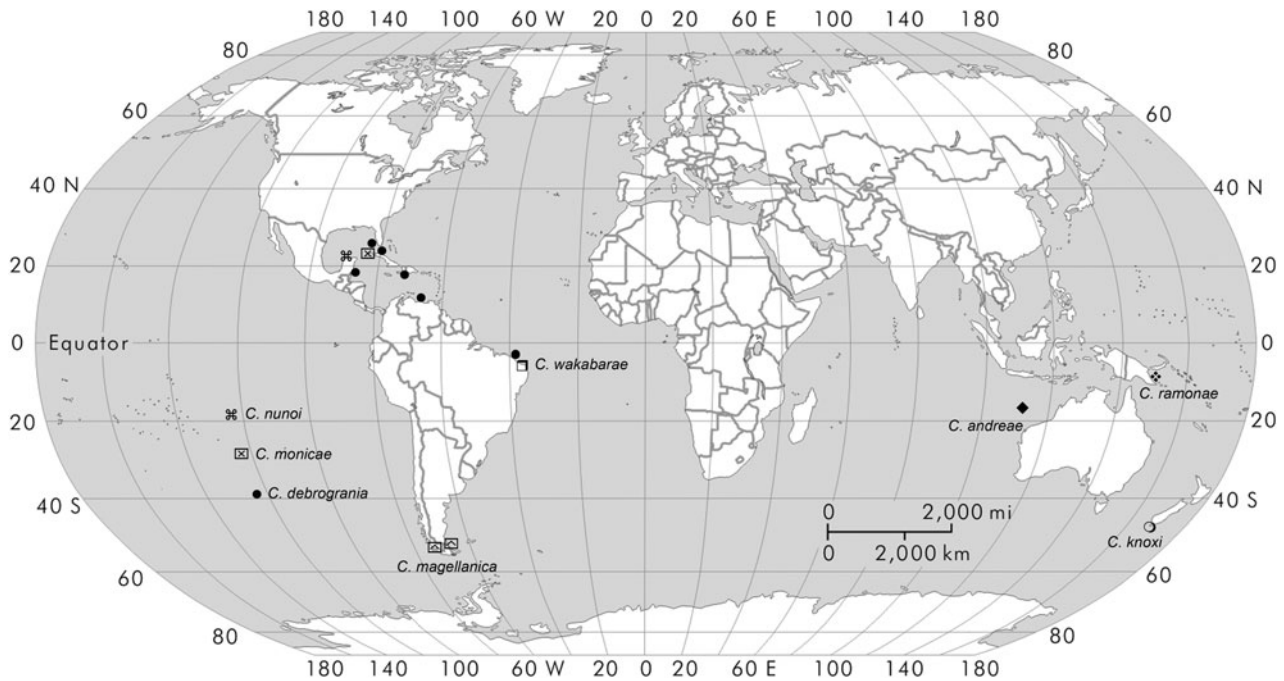 180 140 100 60 W 20 0 20 60 E 100 140 180
80 80
60 60
40 N 40 N
20 20
Equator
0 0
C. wakabarae
C. ramonae
C. andreae
C. nunoi
20 20
C. monicae
C. debrogrania
40 S 40 S
0 2,000 mi
0 2,000 km
C. knoxi
C. magellanica
60 60
80 80
180 140 100 60 W 20 0 20 60 E 100 140 180